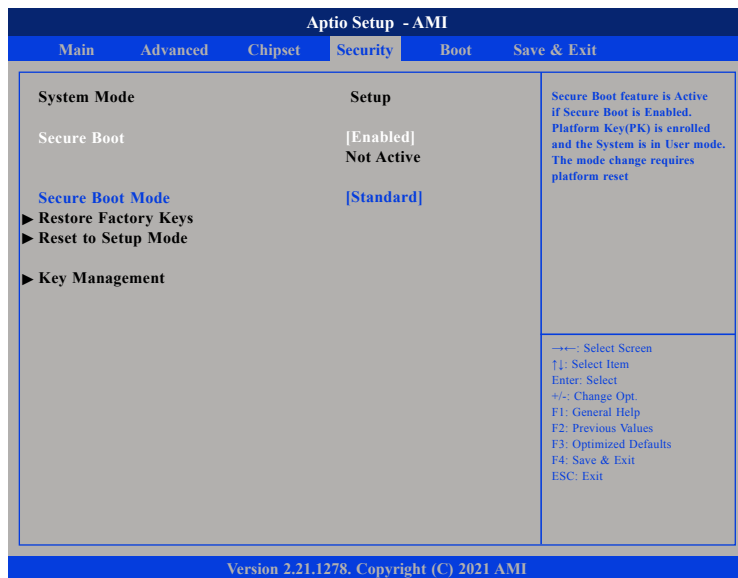 Aptio Setup - AMI
Main Advanced Chipset Security Boot Save & Exit
System Mode Setup
Secure Boot [Enabled]
Not Active
Secure Boot Mode [Standard]
▶ Restore Factory Keys
▶ Reset to Setup Mode
▶ Key Management
Secure Boot feature is Active
if Secure Boot is Enabled.
Platform Key(PK) is enrolled
and the System is in User mode.
The mode change requires
platform reset
→←: Select Screen
↑↓: Select Item
Enter: Select
+/-: Change Opt.
F1: General Help
F2: Previous Values
F3: Optimized Defaults
F4: Save & Exit
ESC: Exit
Version 2.21.1278. Copyright (C) 2021 AMI